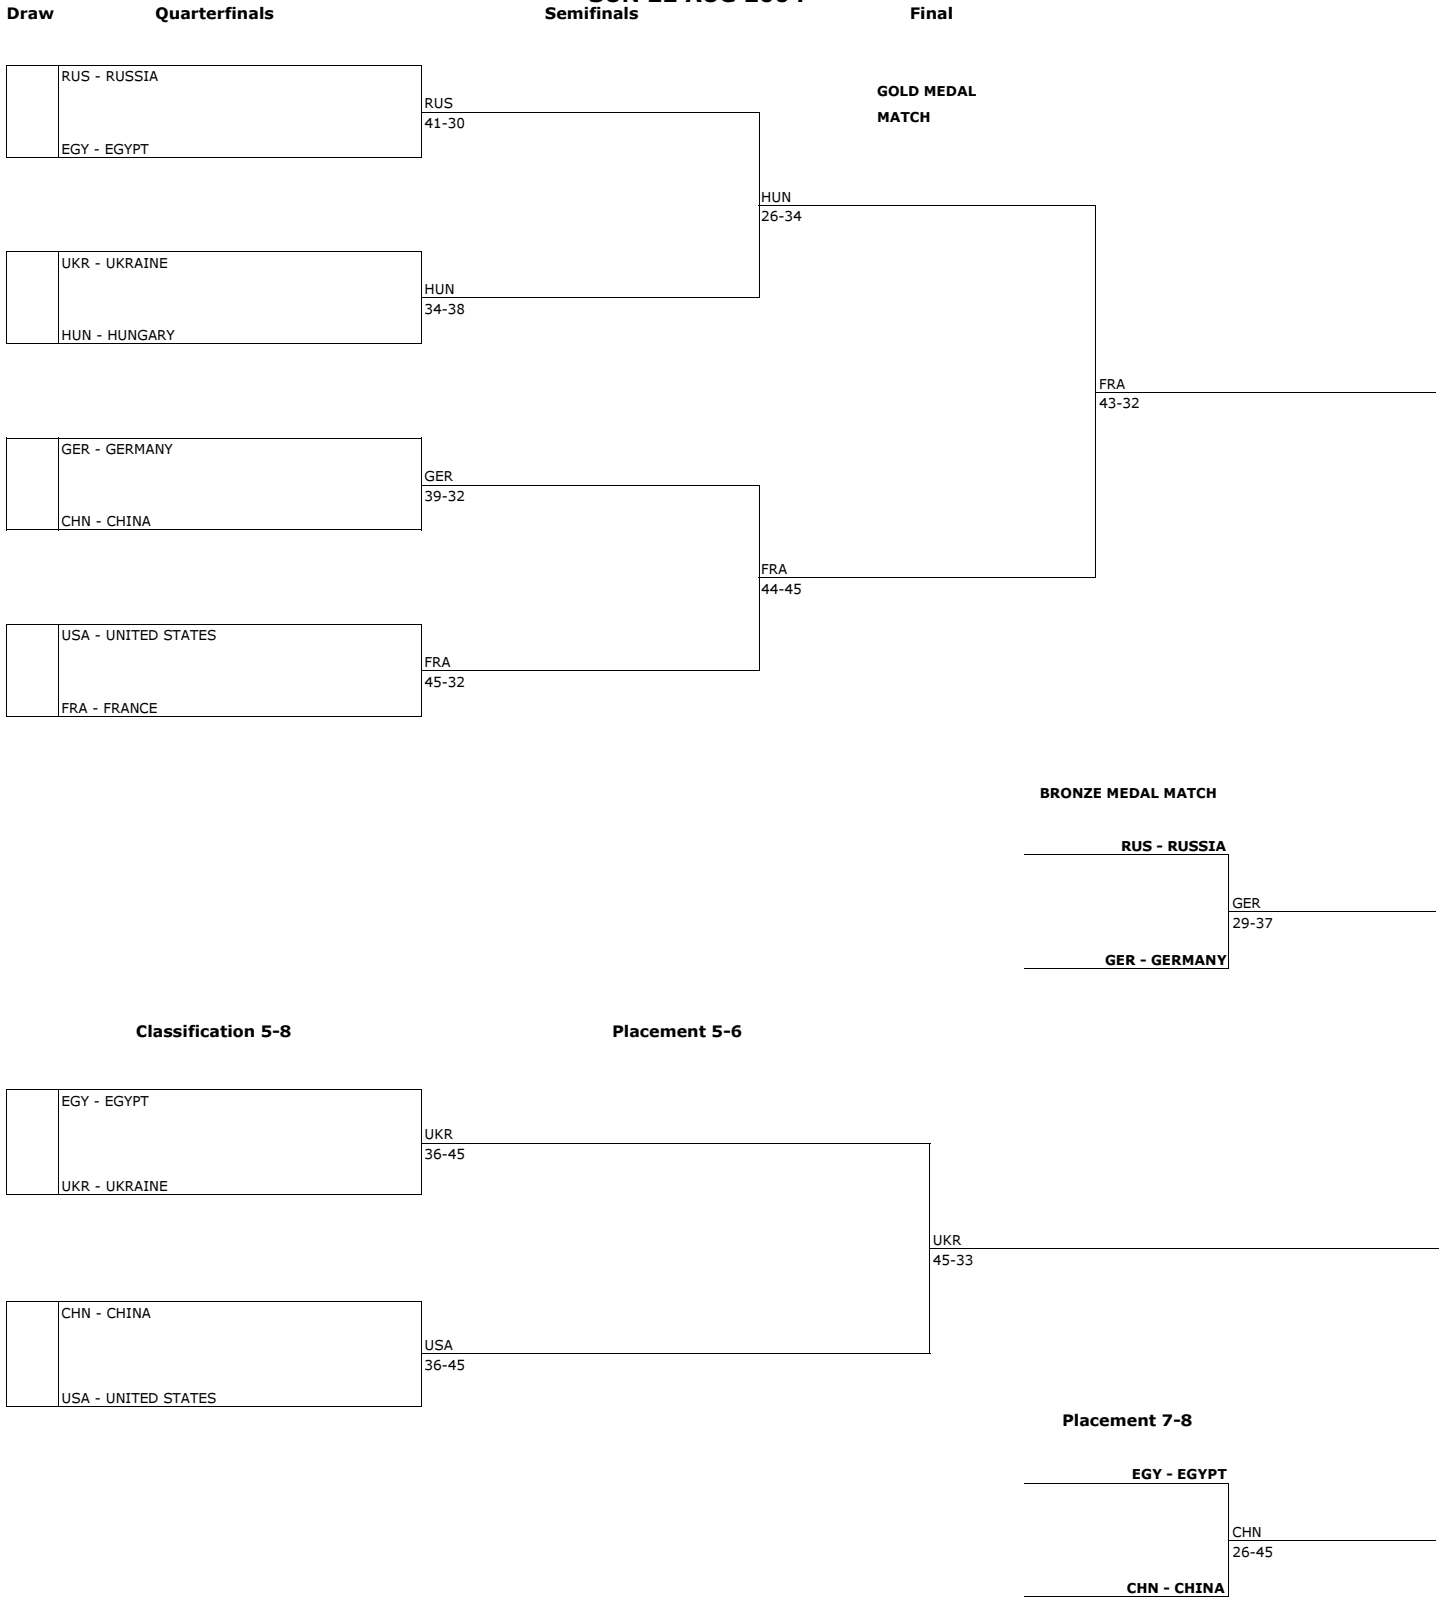 Draw Quarterfinals Semifinals Final
RUS - RUSSIA
GOLD MEDAL
RUS
MATCH
41-30
EGY - EGYPT
HUN
26-34
UKR - UKRAINE
HUN
34-38
HUN - HUNGARY
FRA
43-32
GER - GERMANY
GER
39-32
CHN - CHINA
FRA
44-45
USA - UNITED STATES
FRA
45-32
FRA - FRANCE
BRONZE MEDAL MATCH
RUS - RUSSIA
GER
29-37
GER - GERMANY
Classification 5-8 Placement 5-6
EGY - EGYPT
UKR
36-45
UKR - UKRAINE
UKR
45-33
CHN - CHINA
USA
36-45
USA - UNITED STATES
Placement 7-8
EGY - EGYPT
CHN
26-45
CHN - CHINA